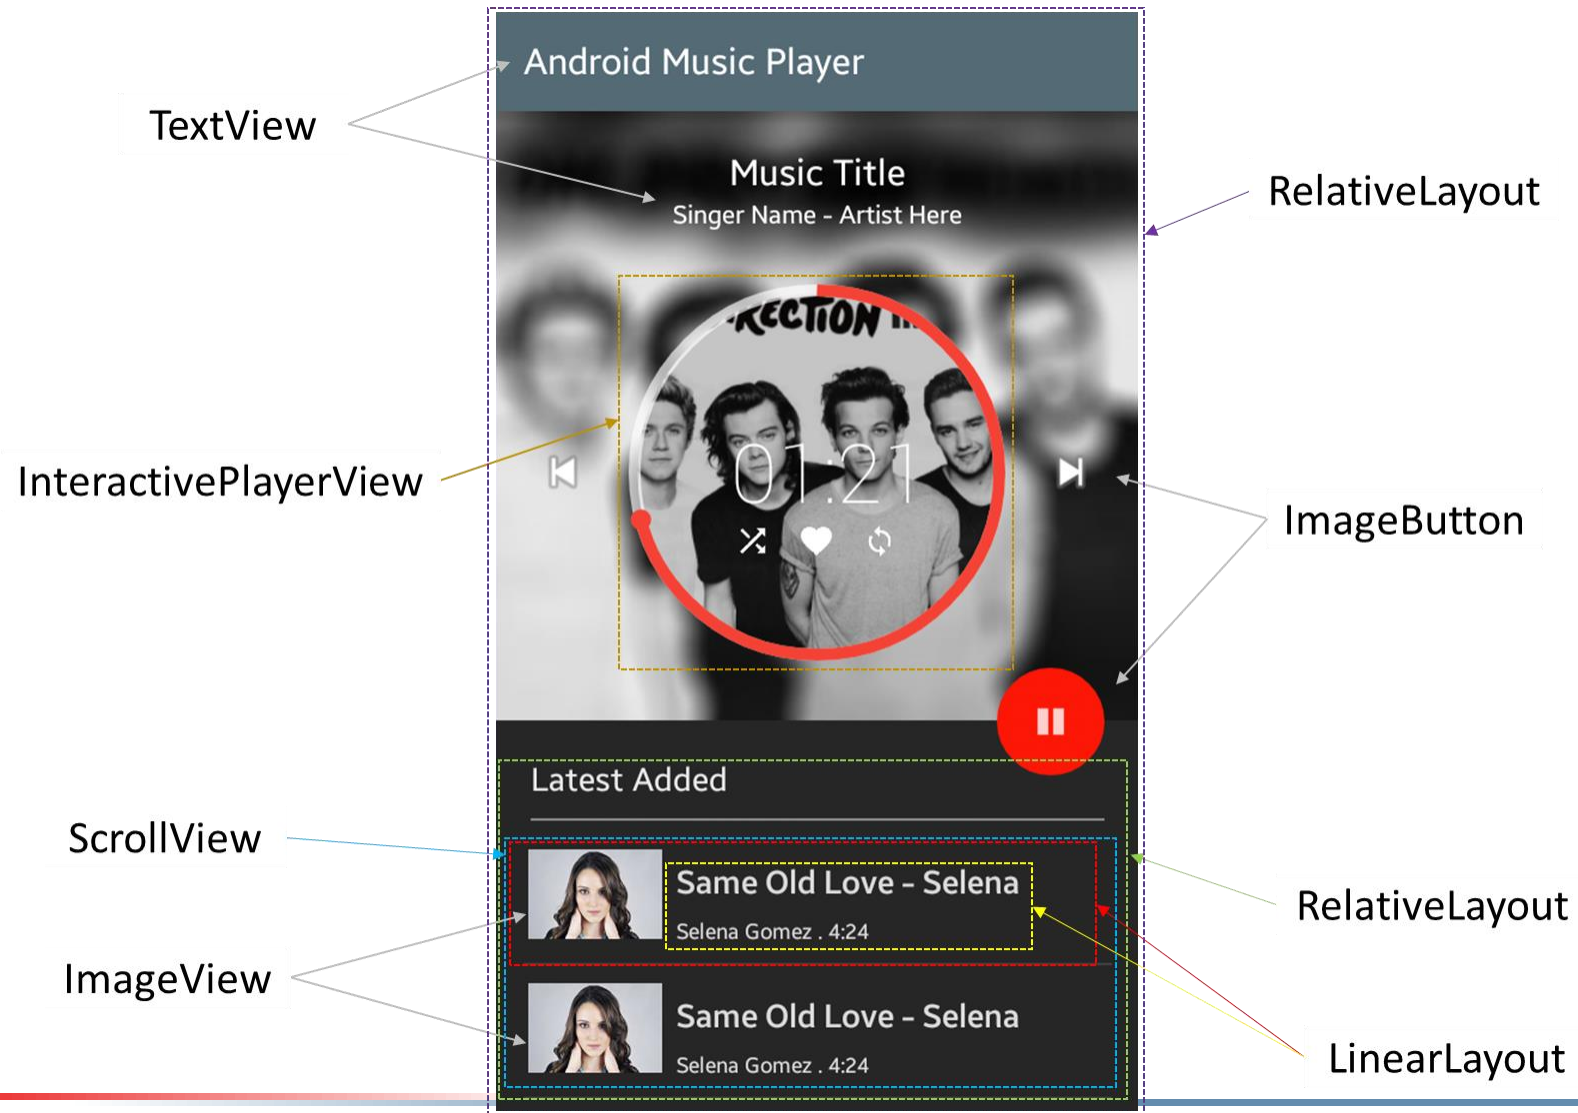 Android Music Player
TextView
Music Title
RelativeLayout
Singer Name - Artist Here
RECTION
InteractivePlayerView
01:21
ImageButton
Latest Added
ScrollView
Same Old Love - Selena
RelativeLayout
Selena Gomez . 4:24
ImageView
Same Old Love - Selena
LinearLayout
Selena Gomez . 4:24